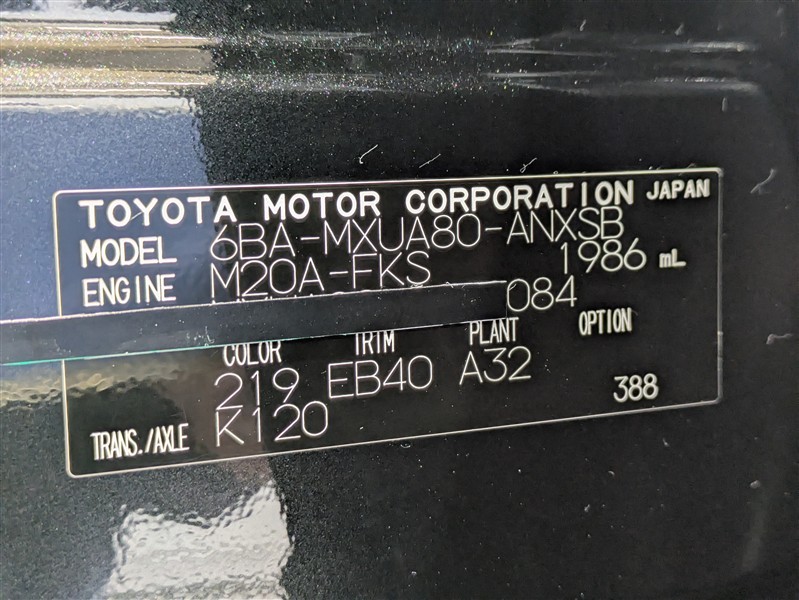 TOYOTA MOTOR CORPORATION JAPAN
MODEL 6BA-MXUA80-ANXSB
ENGINE M20A-FKS 1986 mL
084
COLOR TRIM PLANT OPTION
219 EB40 A32
TRANS./AXLE K120 388